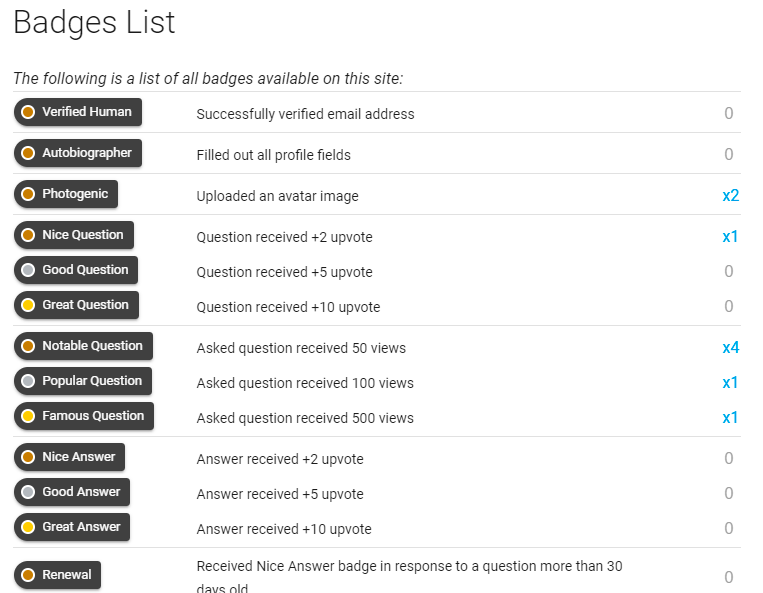 Badges List
The following is a list of all badges available on this site:
Verified Human Successfully verified email address 0
Autobiographer Filled out all profile fields 0
Photogenic Uploaded an avatar image x2
Nice Question Question received +2 upvote x1
Good Question Question received +5 upvote 0
Great Question Question received +10 upvote 0
Notable Question Asked question received 50 views x4
Popular Question Asked question received 100 views x1
Famous Question Asked question received 500 views x1
Nice Answer Answer received +2 upvote 0
Good Answer Answer received +5 upvote 0
Great Answer Answer received +10 upvote 0
Renewal Received Nice Answer badge in response to a question more than 30 0
days old